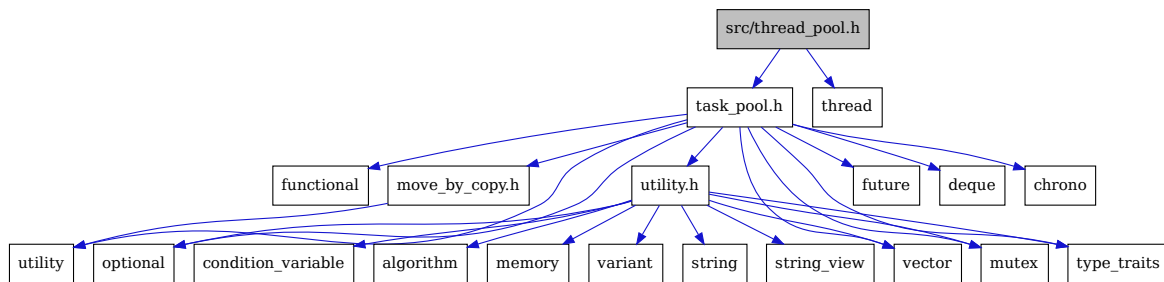 src/thread_pool.h
task_pool.h
thread
functional
move_by_copy.h
utility.h
future
deque
chrono
utility
optional
condition_variable
algorithm
memory
variant
string
string_view
vector
mutex
type_traits